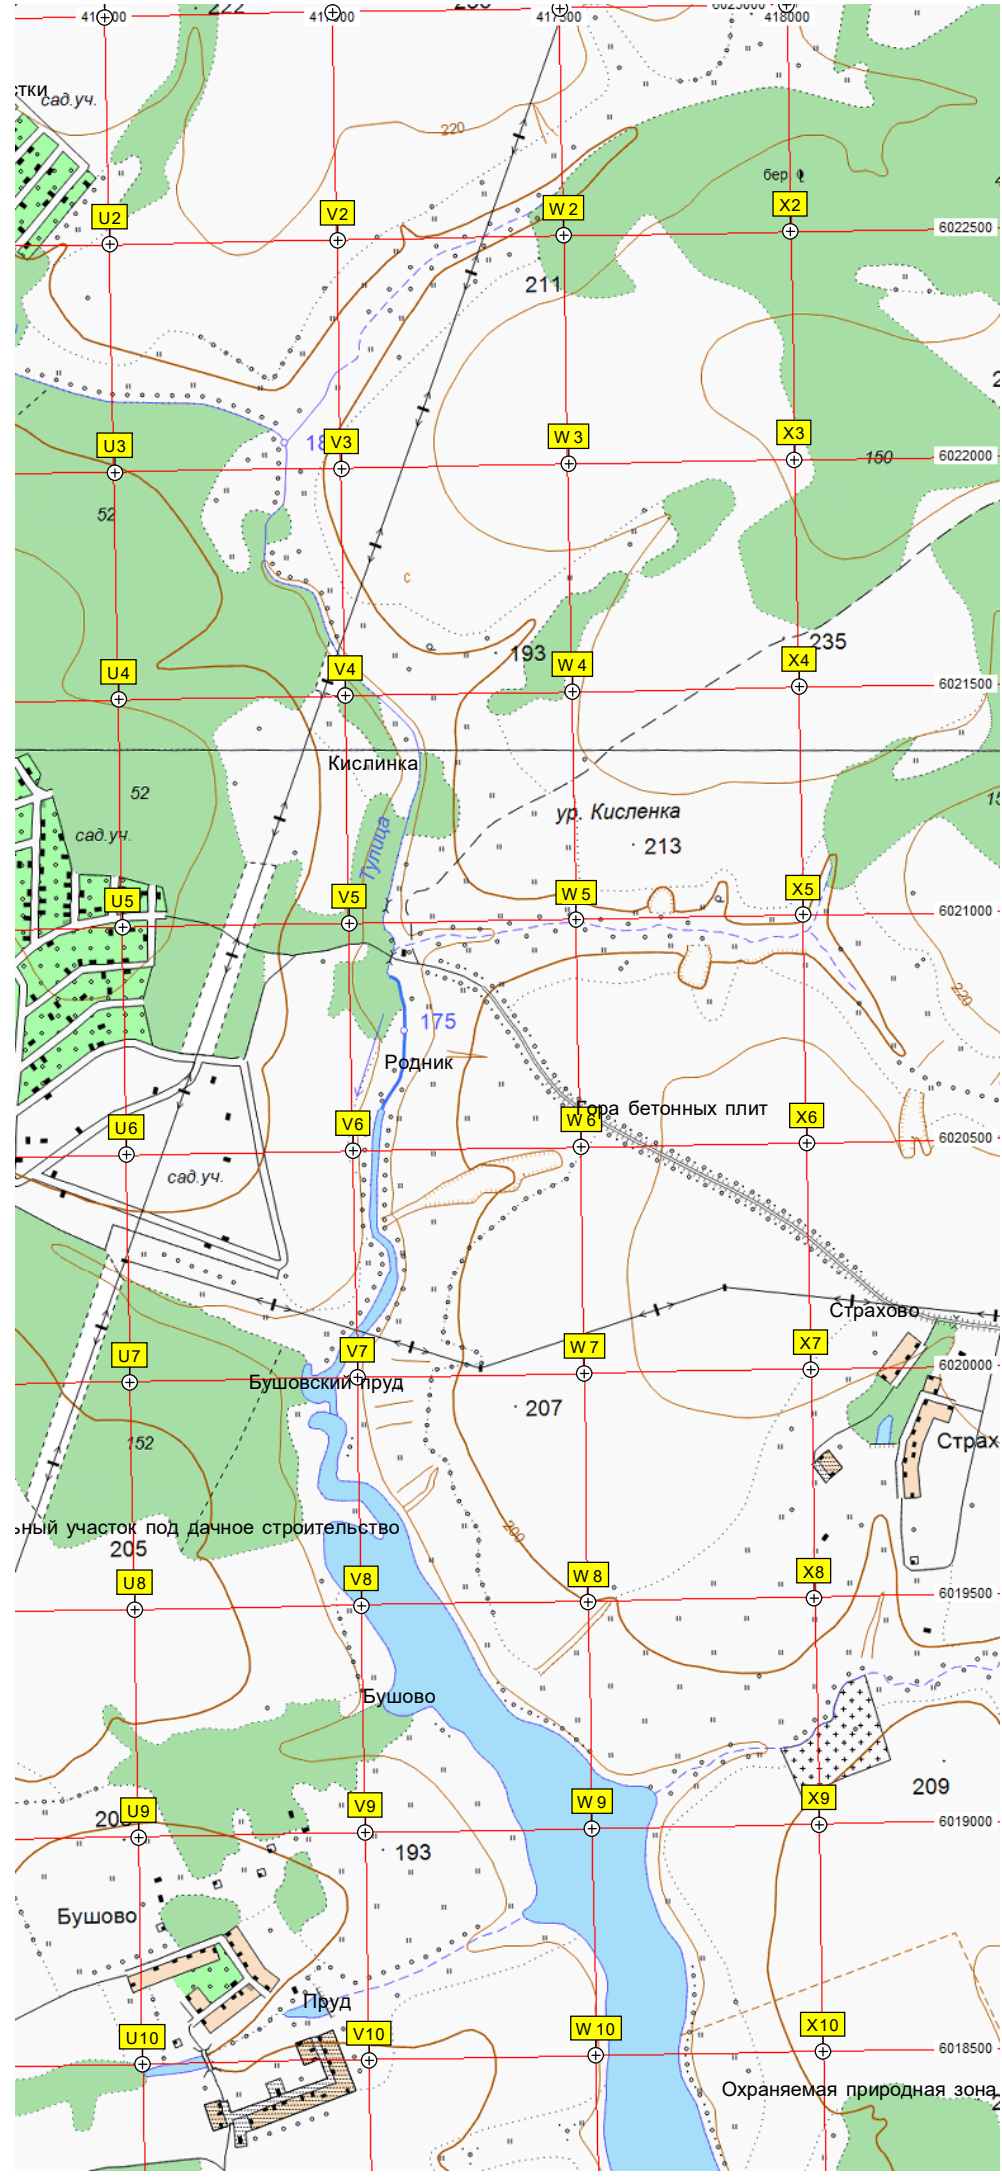 222
417500
418000
стки
сад.уч.
220
бер.
U2
V2
W2
X2
6022500
211
U3
V3
W3
X3
6022000
150
52
с
193
235
U4
V4
W4
X4
6021500
Кислинка
52
сад.уч.
Тулица
ур. Кисленка
213
U5
V5
W5
X5
6021000
220
175
Родник
Гора бетонных плит
U6
V6
W6
X6
6020500
сад.уч.
Страхово
U7
V7
W7
X7
6020000
Бушовский пруд
207
152
Страх
200
ьный участок под дачное строительство
205
U8
V8
W8
X8
6019500
Бушово
209
U9
V9
W9
X9
6019000
193
Бушово
Пруд
U10
V10
W10
X10
6018500
Охраняемая природная зона